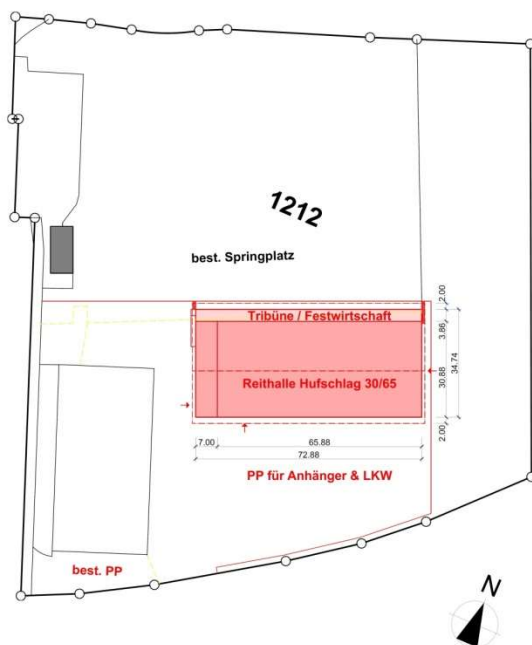 1212
best. Springplatz
Tribüne / Festwirtschaft
Reithalle Hufschlag 30/65
2.00
3.86
30.88
34.74
2.00
7.00
65.88
72.88
PP für Anhänger & LKW
best. PP
N